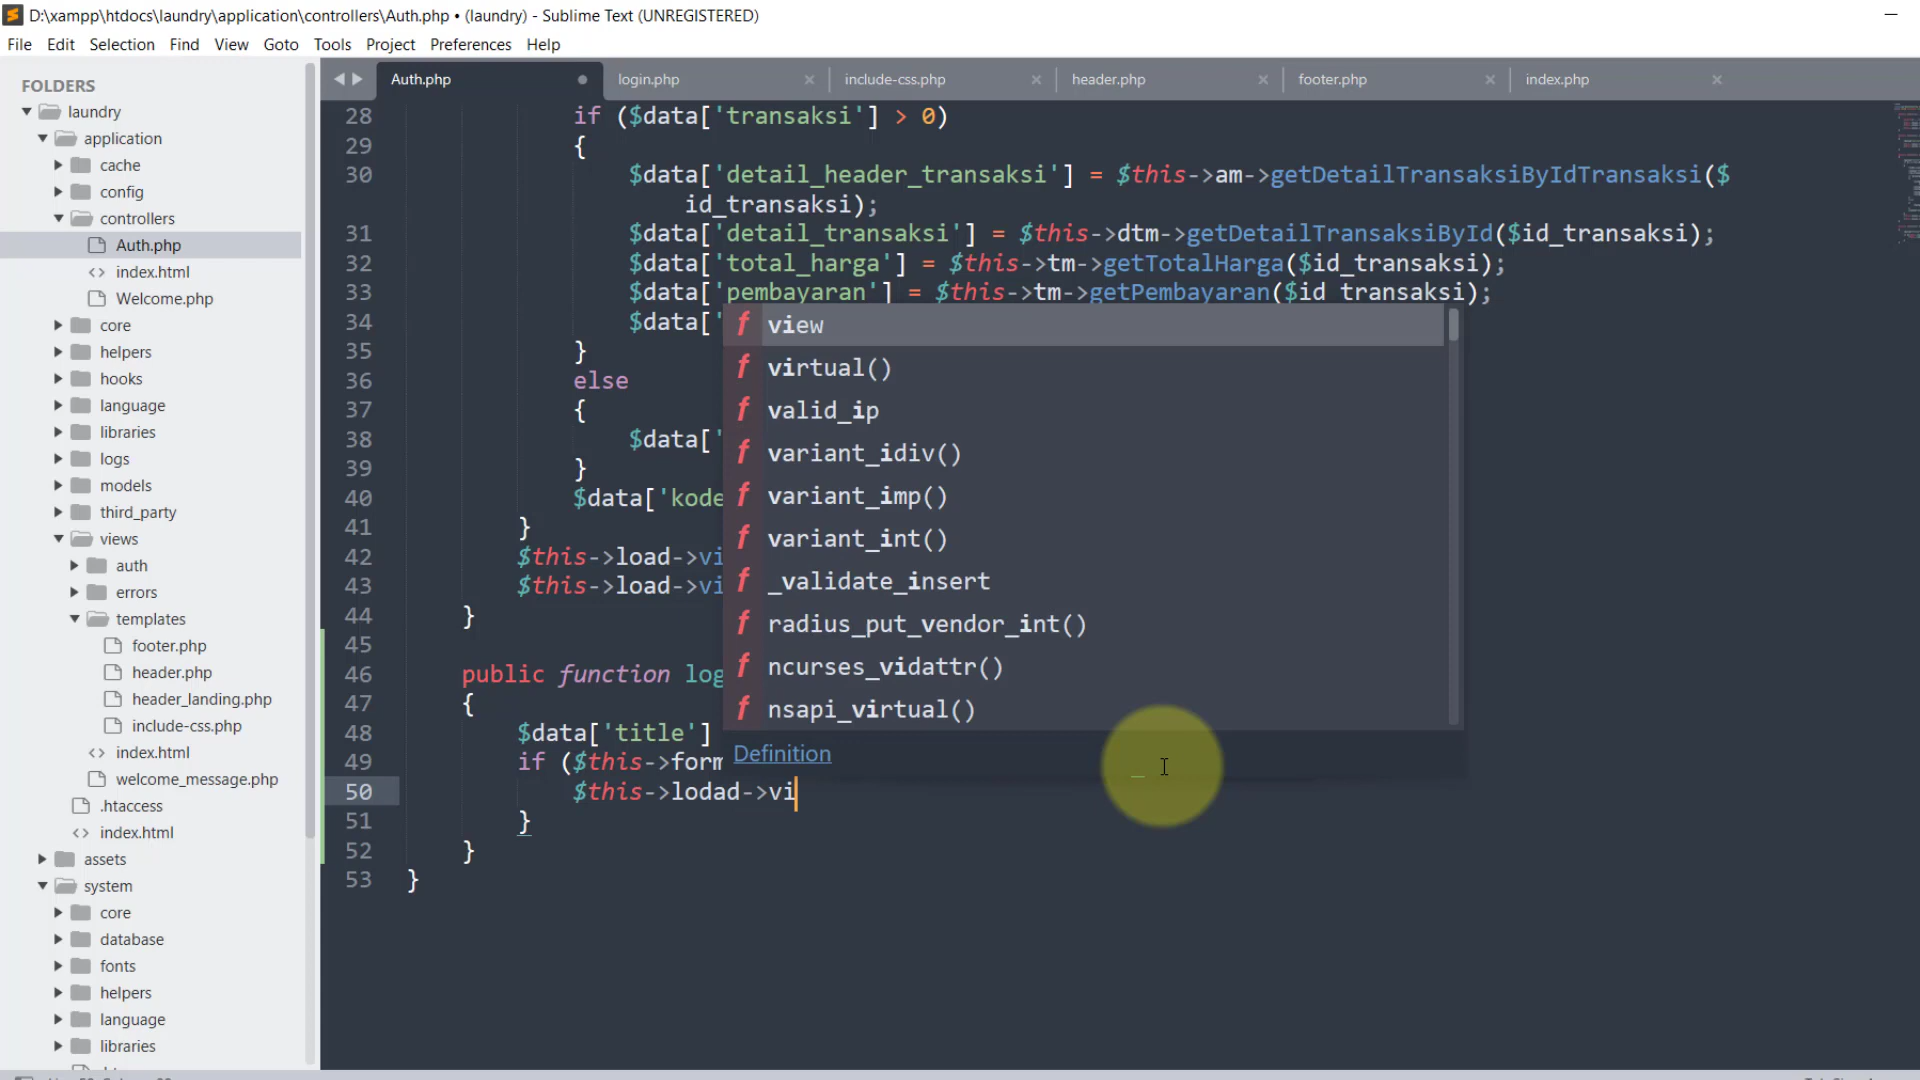 D:\xampp\htdocs\laundry\application\controllers\Auth.php • (laundry) - Sublime Text (UNREGISTERED)
File Edit Selection Find View Goto Tools Project Preferences Help
FOLDERS
laundry
application
cache
config
controllers
Auth.php
index.html
Welcome.php
core
helpers
hooks
language
libraries
logs
models
third_party
views
auth
errors
templates
footer.php
header.php
header_landing.php
include-css.php
index.html
welcome_message.php
.htaccess
index.html
assets
system
core
database
fonts
helpers
language
libraries
Auth.php login.php include-css.php header.php footer.php index.php
28 if ($data['transaksi'] > 0)
29 {
30 $data['detail_header_transaksi'] = $this->am->getDetailTransaksiByIdTransaksi($
id_transaksi);
31 $data['detail_transaksi'] = $this->dtm->getDetailTransaksiById($id_transaksi);
32 $data['total_harga'] = $this->tm->getTotalHarga($id_transaksi);
33 $data['pembayaran'] = $this->tm->getPembayaran($id_transaksi);
34 $data['
35 }
36 else
37 {
38 $data['
39 }
40 $data['kode
41 }
42 $this->load->vi
43 $this->load->vi
44 }
45
46 public function log
47 {
48 $data['title']
49 if ($this->form
50 $this->lodad->vi
51 }
52 }
53 }
f view
f virtual()
f valid_ip
f variant_idiv()
f variant_imp()
f variant_int()
f _validate_insert
f radius_put_vendor_int()
f ncurses_vidattr()
f nsapi_virtual()
Definition